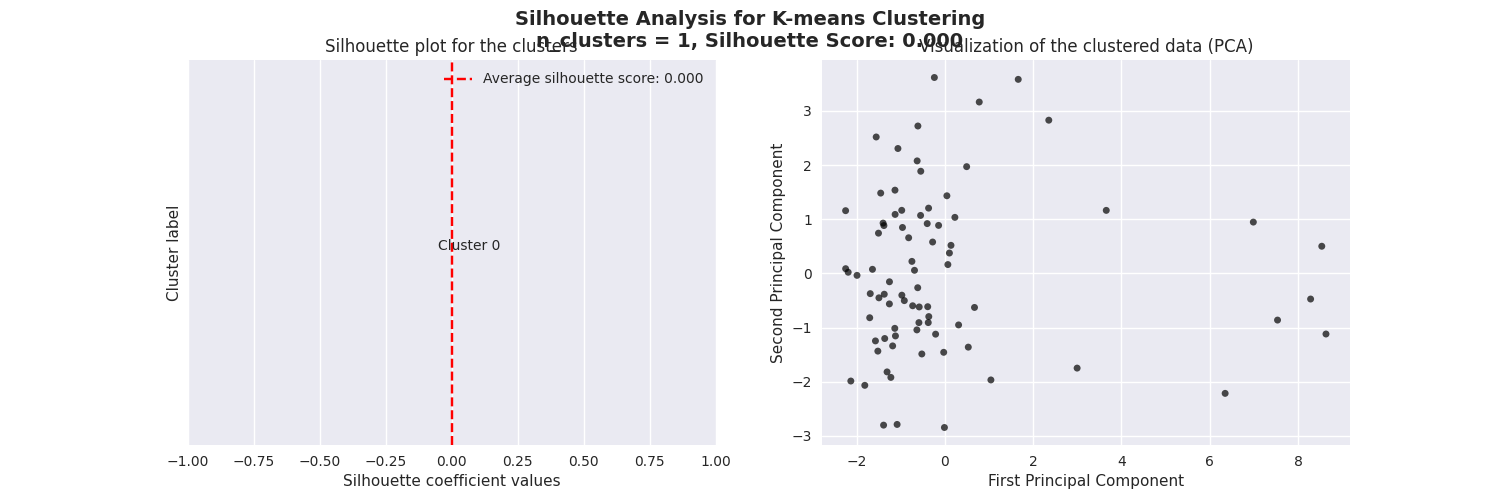 Silhouette Analysis for K-means Clustering
n_clusters = 1, Silhouette Score: 0.000
Silhouette plot for the clusters
Average silhouette score: 0.000
Cluster label
Cluster 0
−1.00 −0.75 −0.50 −0.25 0.00 0.25 0.50 0.75 1.00
Silhouette coefficient values
Visualization of the clustered data (PCA)
Second Principal Component
3
2
1
0
−1
−2
−3
−2 0 2 4 6 8
First Principal Component